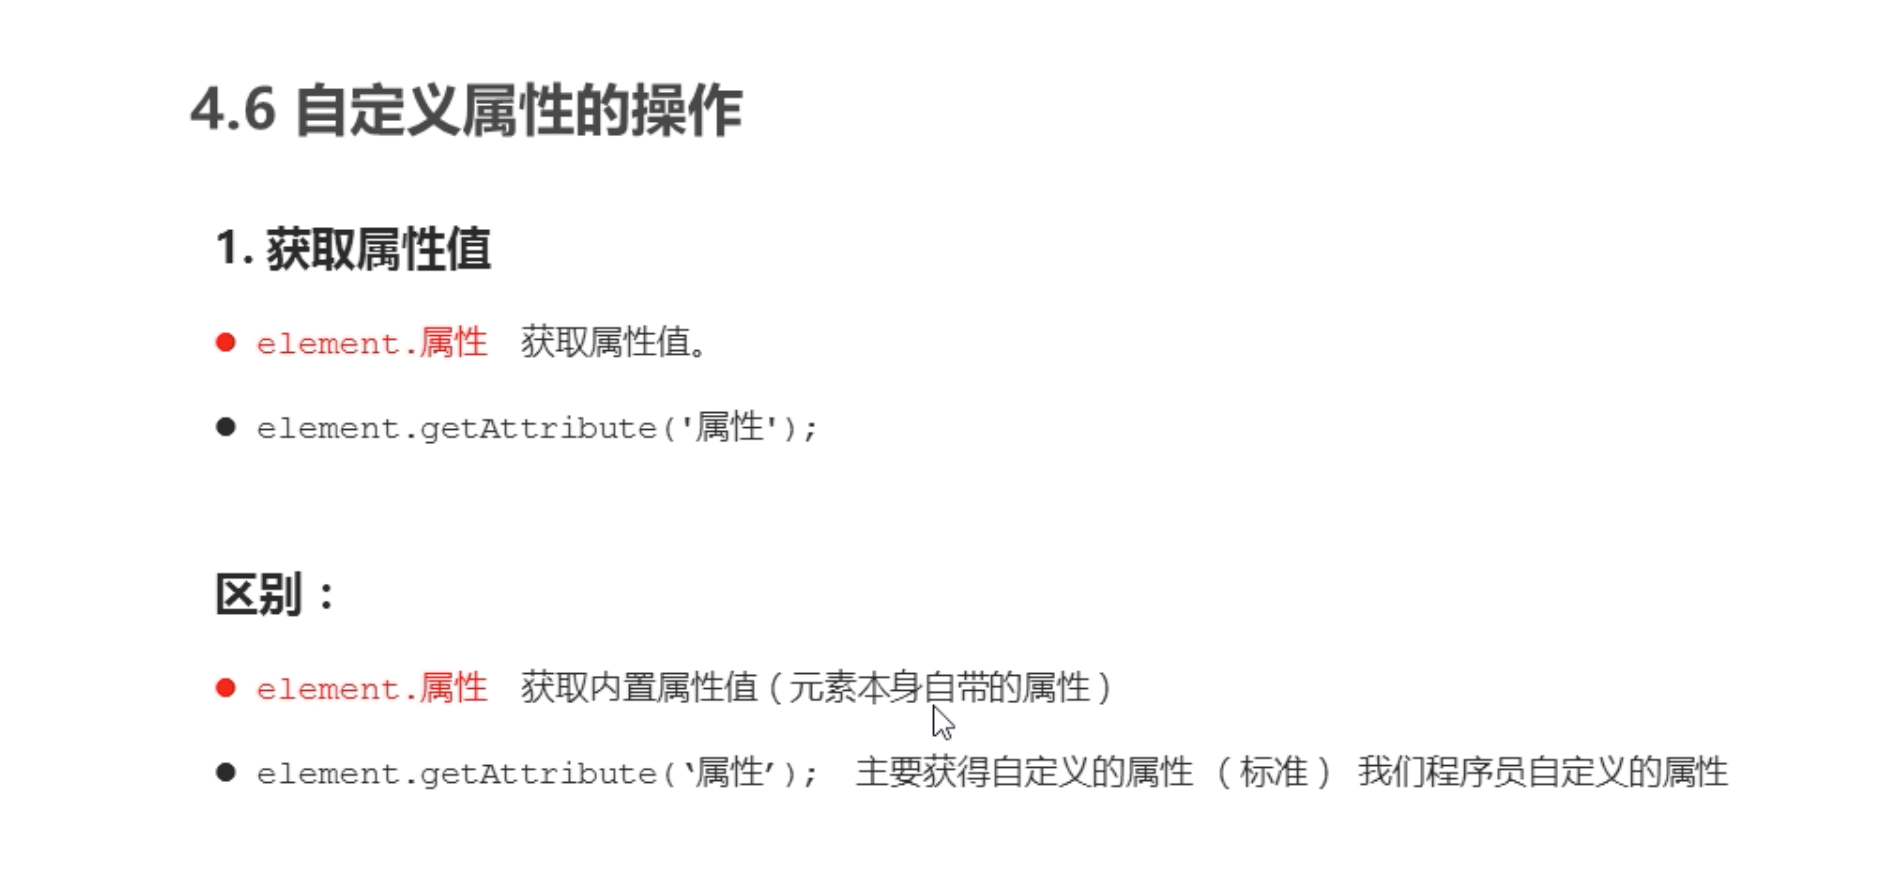 4.6 自定义属性的操作
1. 获取属性值
● element.属性 获取属性值。
● element.getAttribute('属性');
区别：
● element.属性 获取内置属性值(元素本身自带的属性)
● element.getAttribute(‘属性’); 主要获得自定义的属性 (标准) 我们程序员自定义的属性